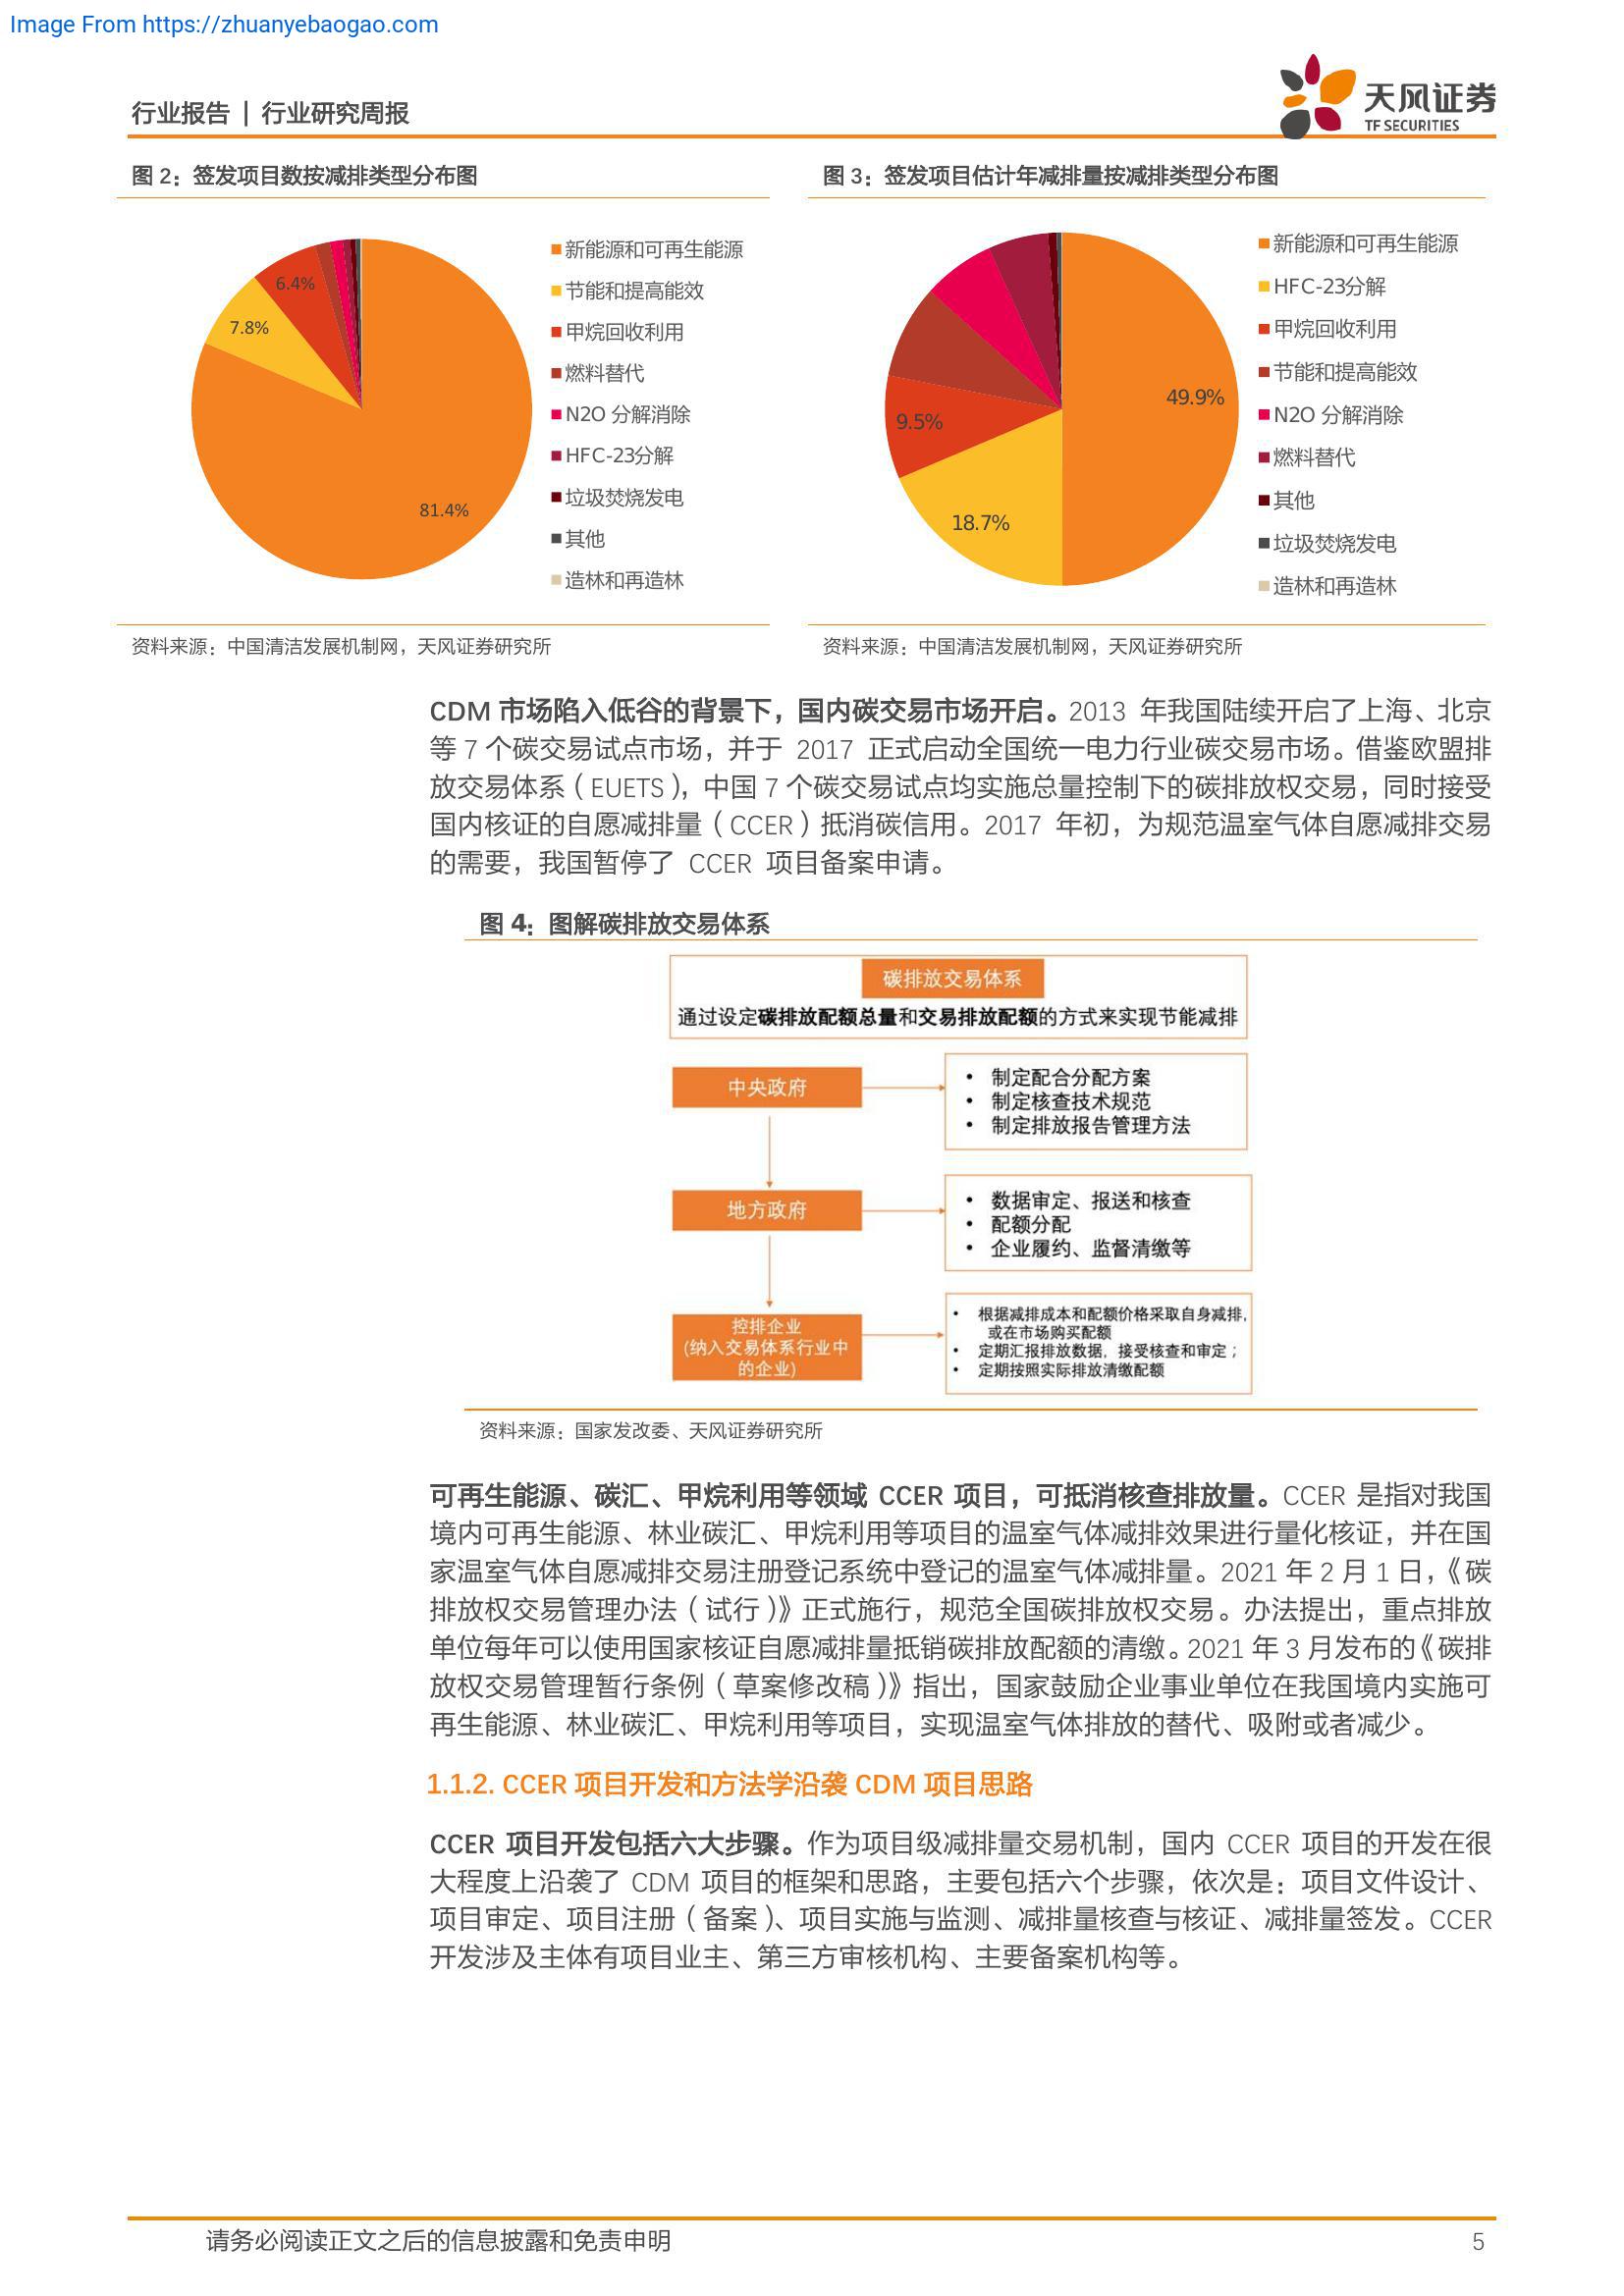 Image From https://zhuanyebaogao.com
行业报告 | 行业研究周报
天风证券
TF SECURITIES
图 2：签发项目数按减排类型分布图
6.4%
7.8%
81.4%
新能源和可再生能源
节能和提高能效
甲烷回收利用
燃料替代
N2O 分解消除
HFC-23分解
垃圾焚烧发电
其他
造林和再造林
资料来源：中国清洁发展机制网，天风证券研究所
图 3：签发项目估计年减排量按减排类型分布图
49.9%
9.5%
18.7%
新能源和可再生能源
HFC-23分解
甲烷回收利用
节能和提高能效
N2O 分解消除
燃料替代
其他
垃圾焚烧发电
造林和再造林
资料来源：中国清洁发展机制网，天风证券研究所
CDM 市场陷入低谷的背景下，国内碳交易市场开启。2013 年我国陆续开启了上海、北京
等 7 个碳交易试点市场，并于 2017 正式启动全国统一电力行业碳交易市场。借鉴欧盟排
放交易体系（EUETS），中国 7 个碳交易试点均实施总量控制下的碳排放权交易，同时接受
国内核证的自愿减排量（CCER）抵消碳信用。2017 年初，为规范温室气体自愿减排交易
的需要，我国暂停了 CCER 项目备案申请。
图 4：图解碳排放交易体系
碳排放交易体系
通过设定碳排放配额总量和交易排放配额的方式来实现节能减排
中央政府
• 制定配合分配方案
• 制定核查技术规范
• 制定排放报告管理方法
地方政府
• 数据审定、报送和核查
• 配额分配
• 企业履约、监督清缴等
控排企业
(纳入交易体系行业中
的企业)
• 根据减排成本和配额价格采取自身减排，
或在市场购买配额
• 定期汇报排放数据，接受核查和审定；
• 定期按照实际排放清缴配额
资料来源：国家发改委、天风证券研究所
可再生能源、碳汇、甲烷利用等领域 CCER 项目，可抵消核查排放量。CCER 是指对我国
境内可再生能源、林业碳汇、甲烷利用等项目的温室气体减排效果进行量化核证，并在国
家温室气体自愿减排交易注册登记系统中登记的温室气体减排量。2021 年 2 月 1 日，《碳
排放权交易管理办法（试行）》正式施行，规范全国碳排放权交易。办法提出，重点排放
单位每年可以使用国家核证自愿减排量抵销碳排放配额的清缴。2021 年 3 月发布的《碳排
放权交易管理暂行条例（草案修改稿）》指出，国家鼓励企业事业单位在我国境内实施可
再生能源、林业碳汇、甲烷利用等项目，实现温室气体排放的替代、吸附或者减少。
1.1.2. CCER 项目开发和方法学沿袭 CDM 项目思路
CCER 项目开发包括六大步骤。作为项目级减排量交易机制，国内 CCER 项目的开发在很
大程度上沿袭了 CDM 项目的框架和思路，主要包括六个步骤，依次是：项目文件设计、
项目审定、项目注册（备案）、项目实施与监测、减排量核查与核证、减排量签发。CCER
开发涉及主体有项目业主、第三方审核机构、主要备案机构等。
请务必阅读正文之后的信息披露和免责申明
5